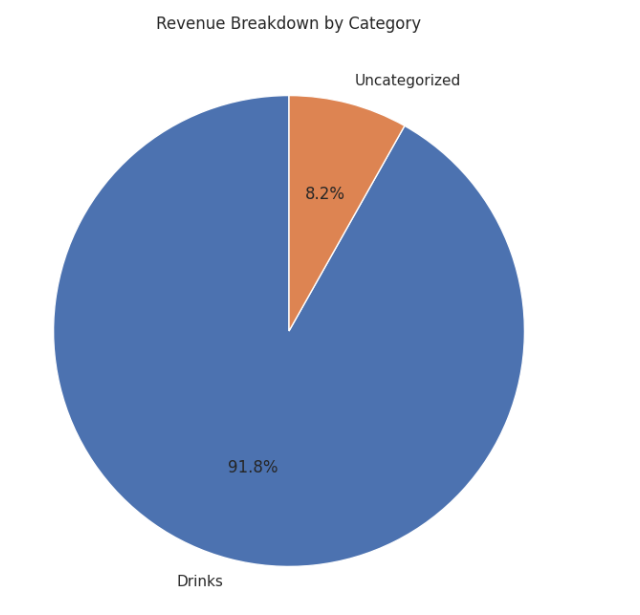 Revenue Breakdown by Category
Uncategorized
8.2%
91.8%
Drinks